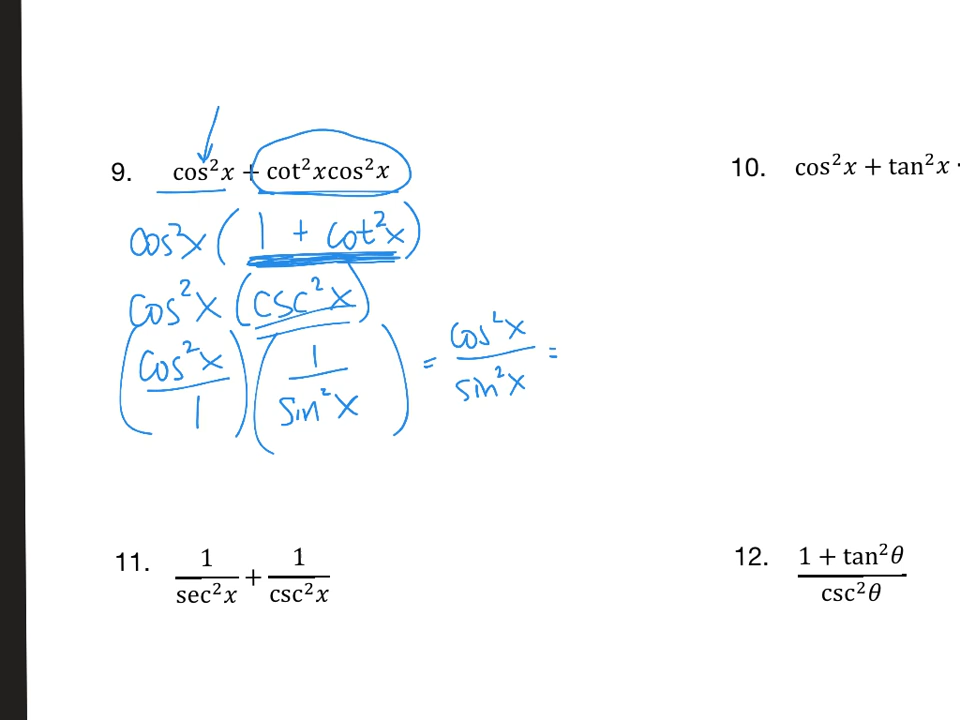 9. cos²x + cot²xcos²x
10. cos²x + tan²x
cos²x ( 1 + cot²x )
cos²x (csc²x)
(cos²x / 1) (1 / sin²x) = cos²x / sin²x =
11. 1 / sec²x + 1 / csc²x
12. 1 + tan²θ / csc²θ